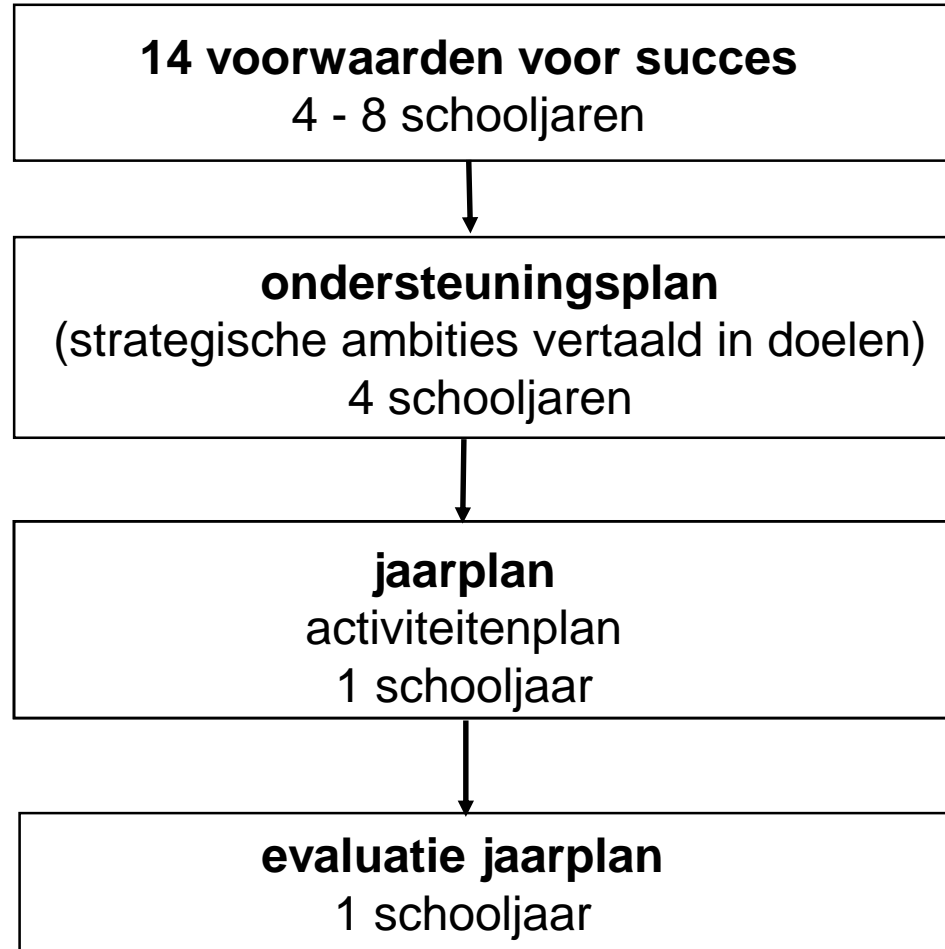 14 voorwaarden voor succes
4 - 8 schooljaren
ondersteuningsplan
(strategische ambities vertaald in doelen)
4 schooljaren
jaarplan
activiteitenplan
1 schooljaar
evaluatie jaarplan
1 schooljaar